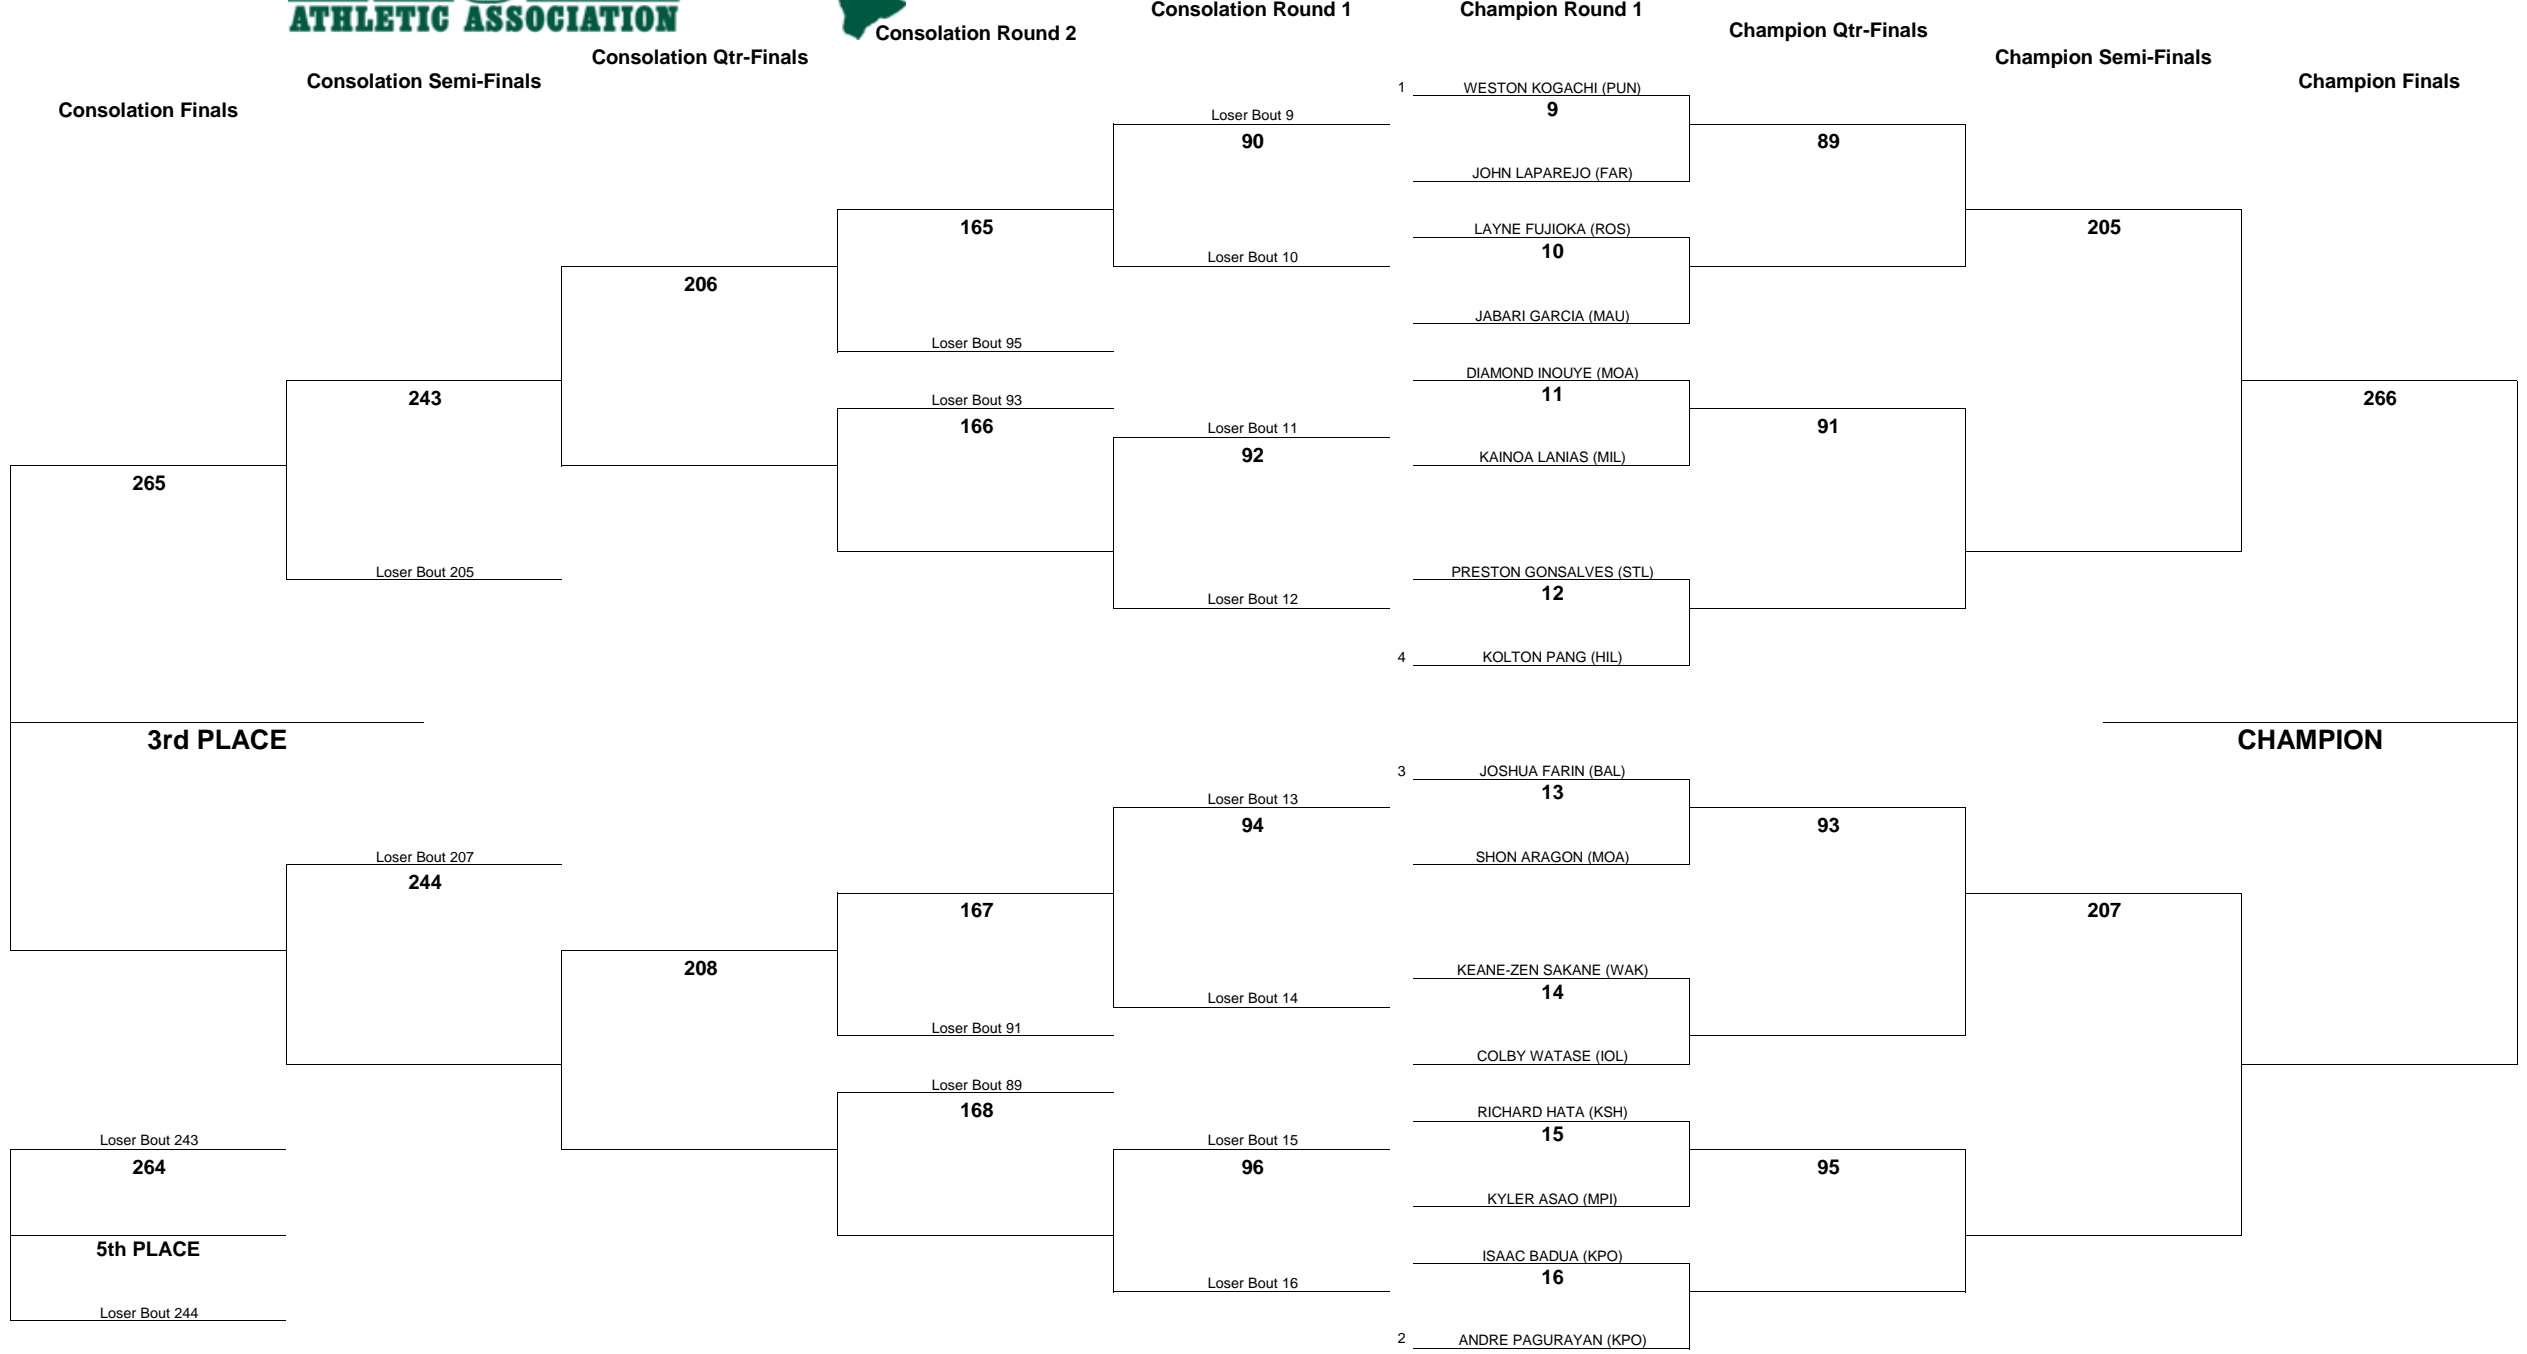 ATHLETIC ASSOCIATION
Consolation Round 1
Champion Round 1
Consolation Round 2
Champion Qtr-Finals
Consolation Qtr-Finals
Champion Semi-Finals
Consolation Semi-Finals
Champion Finals
Consolation Finals
1 WESTON KOGACHI (PUN)
9
JOHN LAPAREJO (FAR)
LAYNE FUJIOKA (ROS)
10
JABARI GARCIA (MAU)
DIAMOND INOUYE (MOA)
11
KAINOA LANIAS (MIL)
PRESTON GONSALVES (STL)
12
4 KOLTON PANG (HIL)
3 JOSHUA FARIN (BAL)
13
SHON ARAGON (MOA)
KEANE-ZEN SAKANE (WAK)
14
COLBY WATASE (IOL)
RICHARD HATA (KSH)
15
KYLER ASAO (MPI)
ISAAC BADUA (KPO)
16
2 ANDRE PAGURAYAN (KPO)
89
91
93
95
205
207
266
CHAMPION
Loser Bout 9
90
Loser Bout 10
Loser Bout 11
92
Loser Bout 12
Loser Bout 13
94
Loser Bout 14
Loser Bout 15
96
Loser Bout 16
165
Loser Bout 95
Loser Bout 93
166
167
Loser Bout 91
Loser Bout 89
168
206
208
243
Loser Bout 205
Loser Bout 207
244
265
3rd PLACE
Loser Bout 243
264
5th PLACE
Loser Bout 244